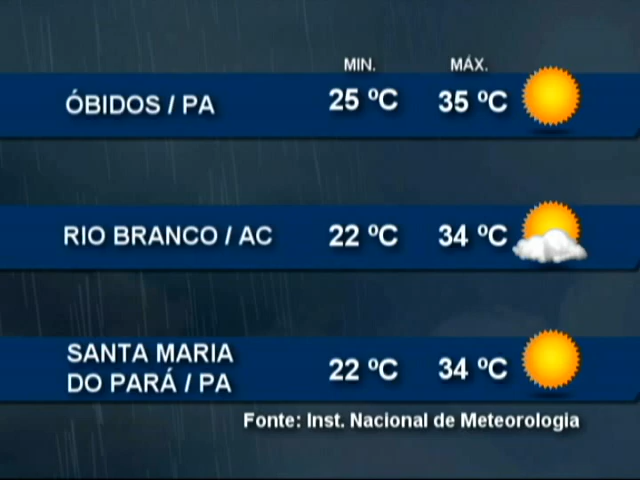 MIN. MÁX.
ÓBIDOS / PA 25 ºC 35 ºC
RIO BRANCO / AC 22 ºC 34 ºC
SANTA MARIA
DO PARÁ / PA 22 ºC 34 ºC
Fonte: Inst. Nacional de Meteorologia